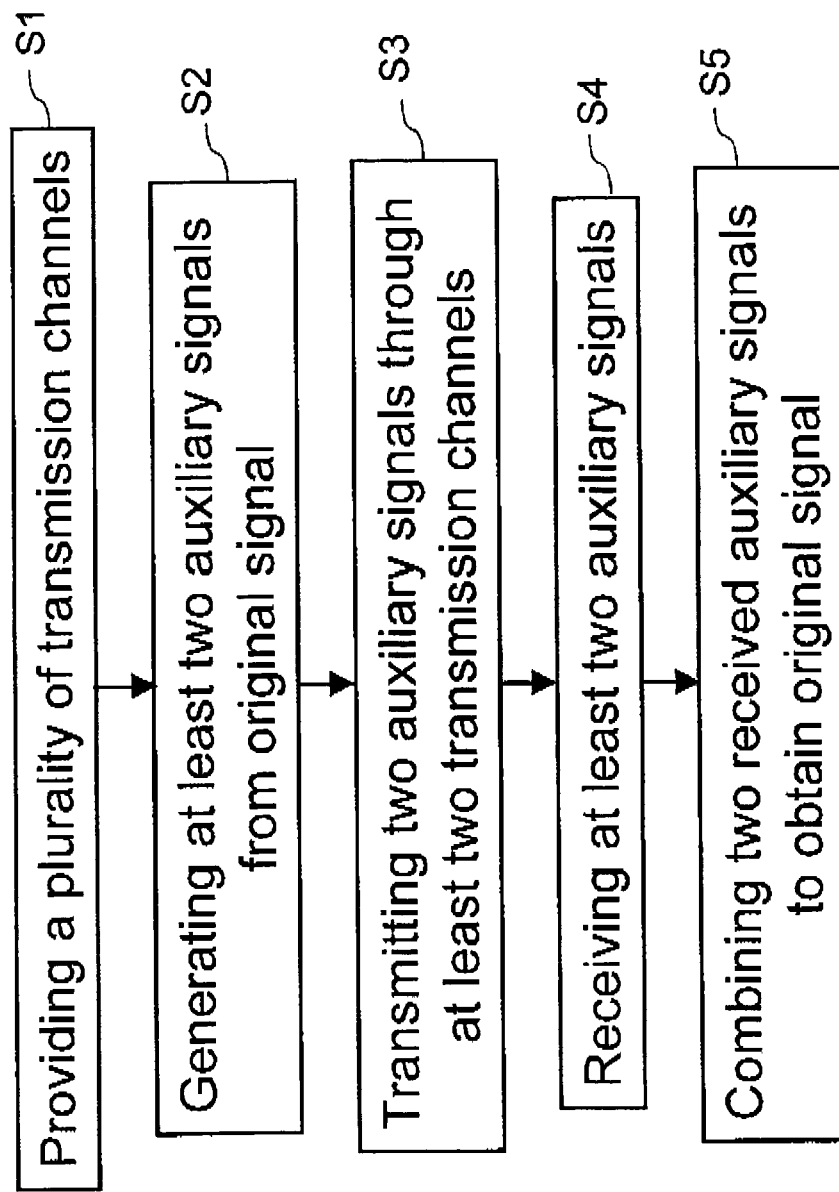 Providing a plurality of transmission channels
S1
Generating at least two auxiliary signals
from original signal
S2
Transmitting two auxiliary signals through
at least two transmission channels
S3
Receiving at least two auxiliary signals
S4
Combining two received auxiliary signals
to obtain original signal
S5